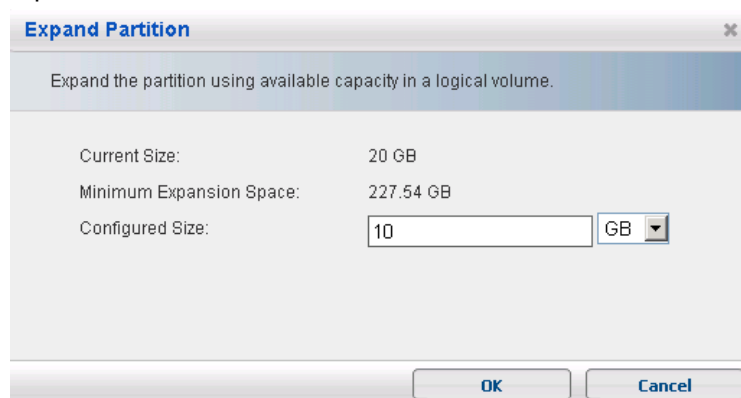 Expand Partition
Expand the partition using available capacity in a logical volume.
Current Size: 20 GB
Minimum Expansion Space: 227.54 GB
Configured Size: 10 GB
OK Cancel